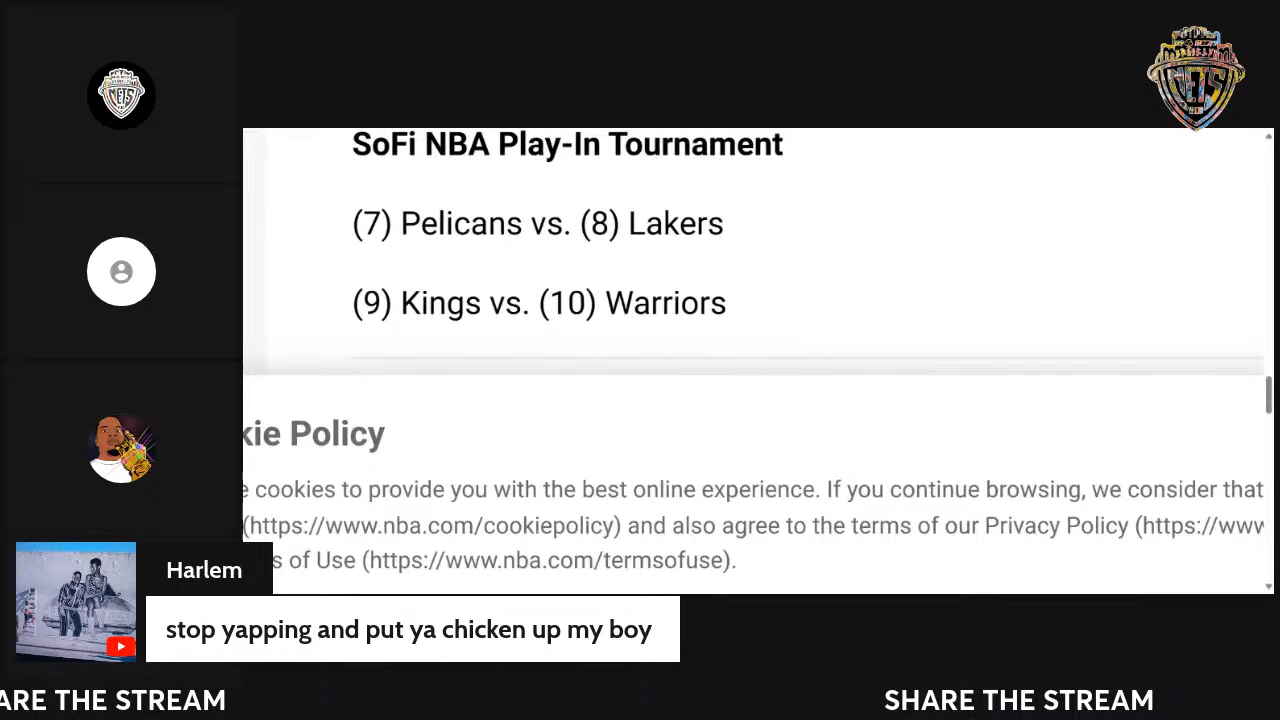 SoFi NBA Play-In Tournament
(7) Pelicans vs. (8) Lakers
(9) Kings vs. (10) Warriors
kie Policy
e cookies to provide you with the best online experience. If you continue browsing, we consider that
(https://www.nba.com/cookiepolicy) and also agree to the terms of our Privacy Policy (https://www
s of Use (https://www.nba.com/termsofuse).
Harlem
stop yapping and put ya chicken up my boy
ARE THE STREAM
SHARE THE STREAM